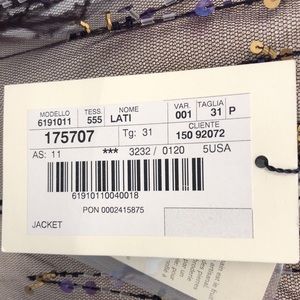 MODELLO TESS NOME VAR. TAGLIA
6191011 555 LATI 001 31 P
175707 Tg: 31 CLIENTE
150 92072
AS: 11 *** 3232 / 0120 5USA
61910110040018
PON 0002415875
JACKET